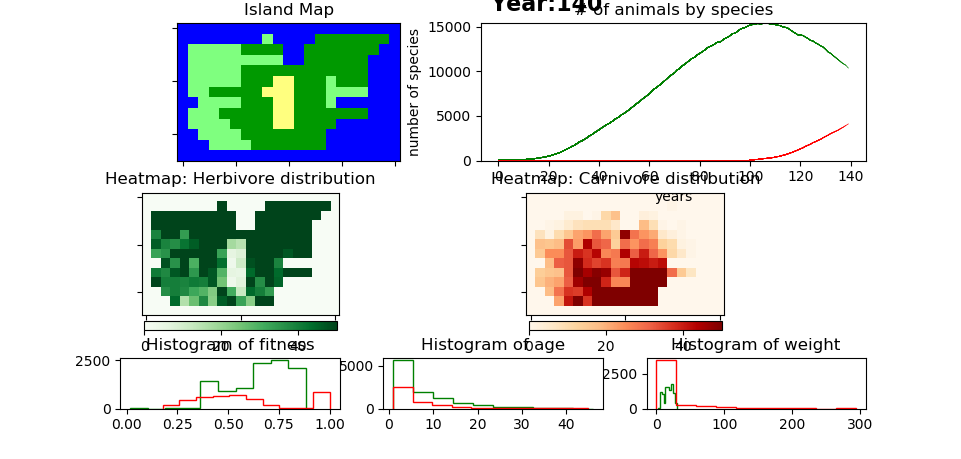 Year:140
Island Map
# of animals by species
number of species
15000
10000
5000
0
0 20 40 60 80 100 120 140
years
Heatmap: Herbivore distribution
Heatmap: Carnivore distribution
0 20 40
0 20 40
Histogram of fitness
Histogram of age
Histogram of weight
2500
0
0.00 0.25 0.50 0.75 1.00
5000
0
0 10 20 30 40
2500
0
0 100 200 300